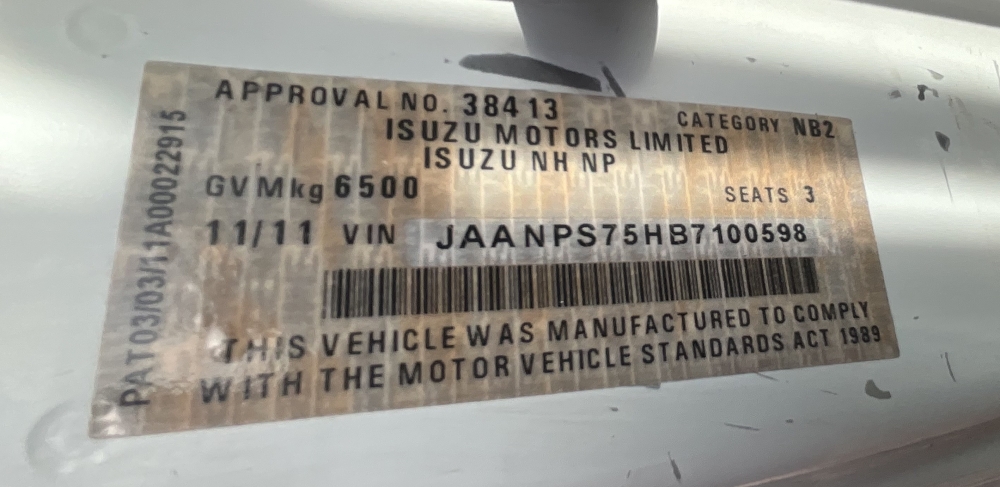 APPROVAL NO. 38413 CATEGORY NB2
ISUZU MOTORS LIMITED
ISUZU NH NP
GVMkg 6500 SEATS 3
11/11 VIN JAANPS75HB7100598
THIS VEHICLE WAS MANUFACTURED TO COMPLY
WITH THE MOTOR VEHICLE STANDARDS ACT 1989
PAT03/03/11A00022915